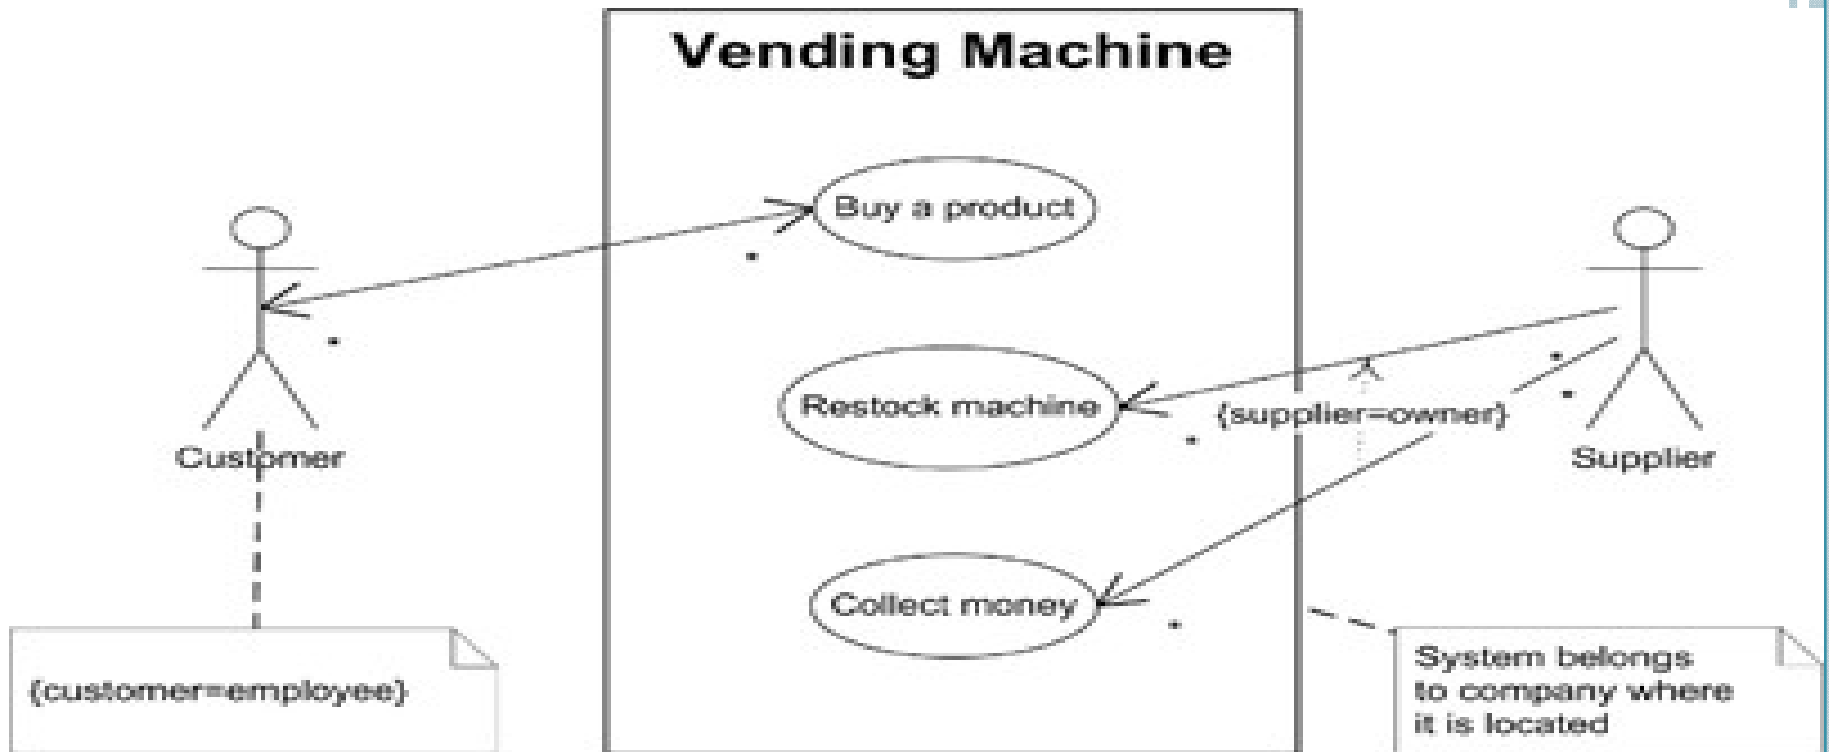 Vending Machine
Buy a product
Restock machine
{supplier=owner}
Customer
Supplier
Collect money
{customer=employee}
System belongs
to company where
it is located